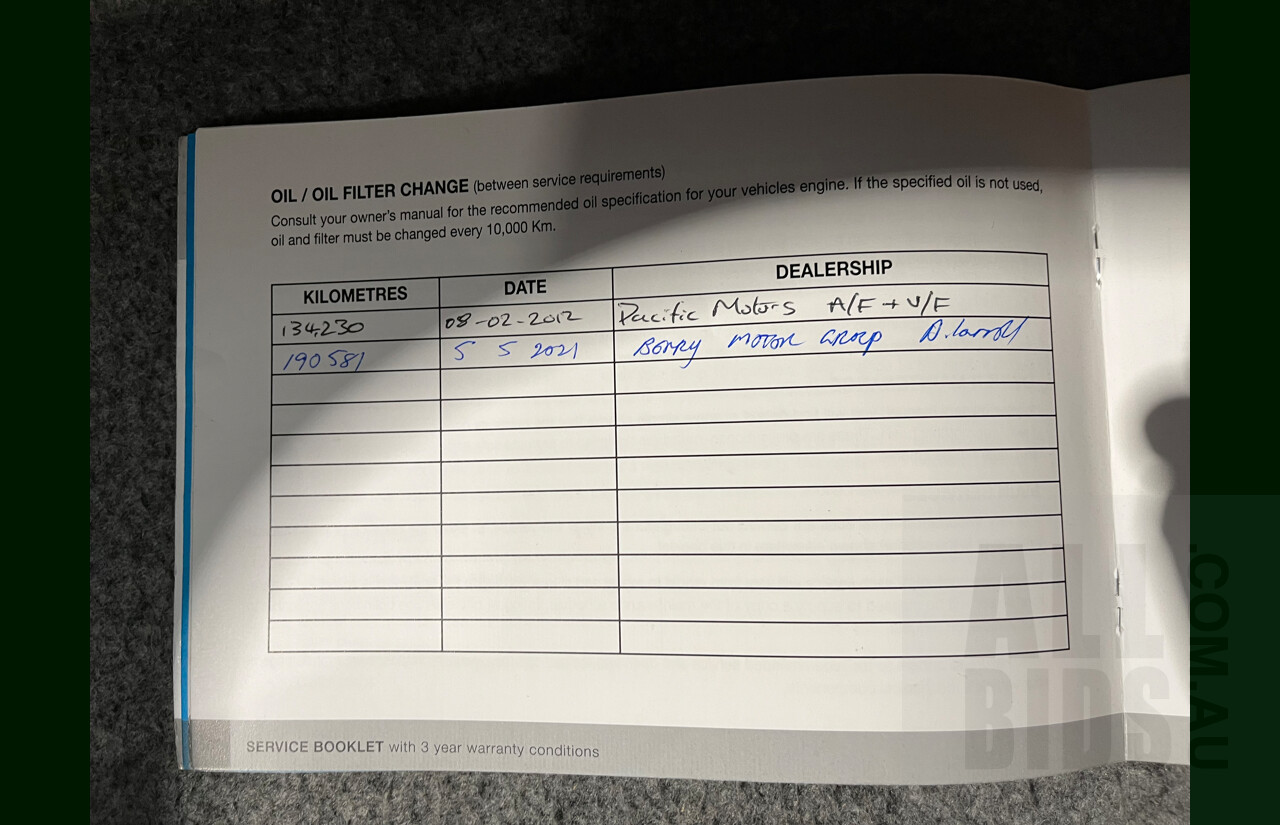 OIL / OIL FILTER CHANGE (between service requirements)
Consult your owner's manual for the recommended oil specification for your vehicles engine. If the specified oil is not used,
oil and filter must be changed every 10,000 Km.
KILOMETRES DATE DEALERSHIP
134230 08-02-2012 Pacific Motors A/F + V/F
190581 5 5 2021 MOTOR GROUP
SERVICE BOOKLET with 3 year warranty conditions
ALL
BIDS
.COM.AU